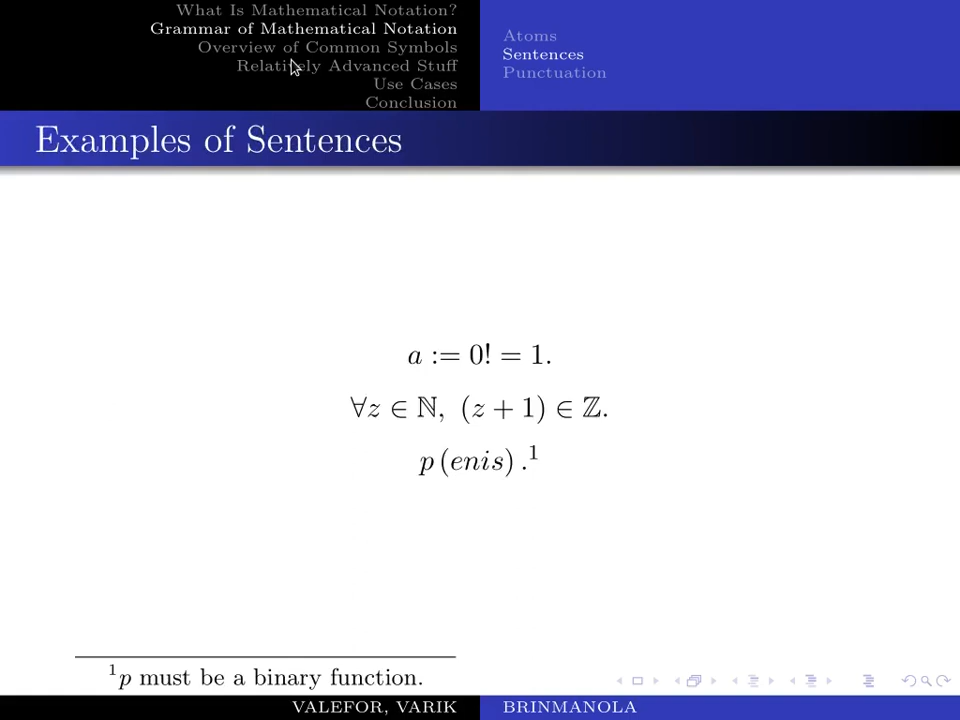 What Is Mathematical Notation?
Grammar of Mathematical Notation
Overview of Common Symbols
Relatively Advanced Stuff
Use Cases
Conclusion
Atoms
Sentences
Punctuation
Examples of Sentences
a := 0! = 1.
∀z ∈ ℕ, (z + 1) ∈ ℤ.
p (enis) .¹
¹p must be a binary function.
VALEFOR, VARIK
BRINMANOLA